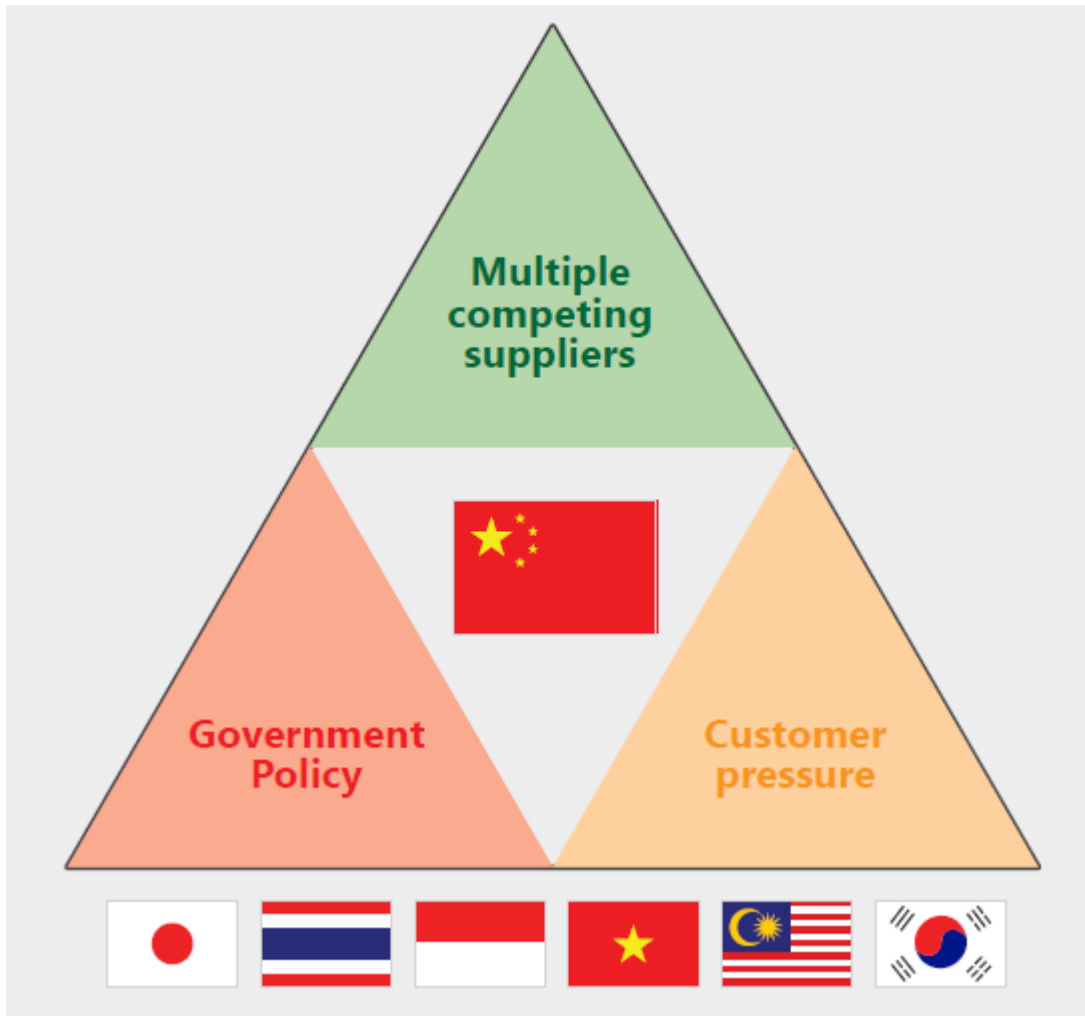 Multiple
competing
suppliers
Government
Policy
Customer
pressure